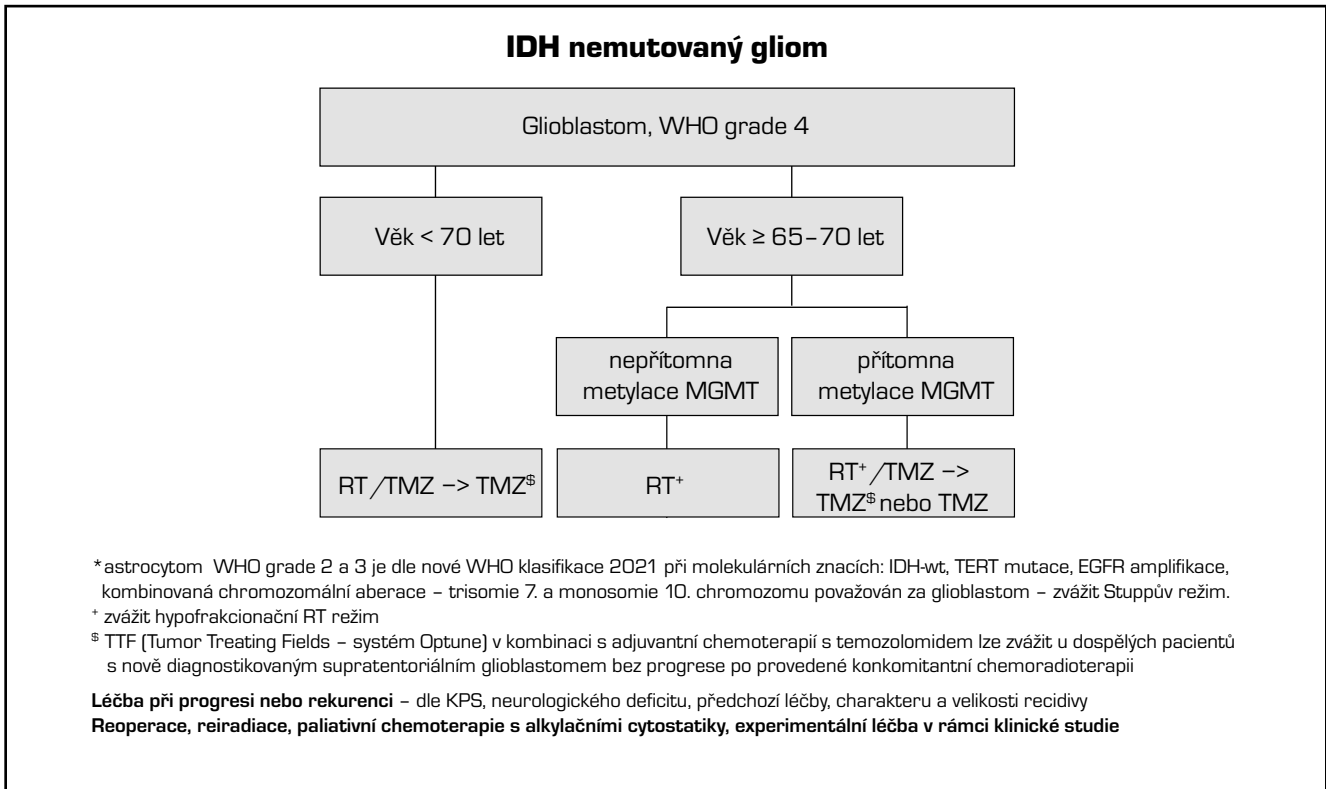 IDH nemutovaný gliom
Glioblastom, WHO grade 4
Věk < 70 let
Věk ≥ 65–70 let
nepřítomna
metylace MGMT
přítomna
metylace MGMT
RT/TMZ –> TMZ$
RT+
RT+/TMZ –>
TMZ$ nebo TMZ
*astrocytom WHO grade 2 a 3 je dle nové WHO klasifikace 2021 při molekulárních znacích: IDH-wt, TERT mutace, EGFR amplifikace,
kombinovaná chromozomální aberace – trisomie 7. a monosomie 10. chromozomu považován za glioblastom – zvážit Stuppův režim.
+ zvážit hypofrakcionační RT režim
$ TTF (Tumor Treating Fields – systém Optune) v kombinaci s adjuvantní chemoterapií s temozolomidem lze zvážit u dospělých pacientů
s nově diagnostikovaným supratentoriálním glioblastomem bez progrese po provedené konkomitantní chemoradioterapii
Léčba při progresi nebo rekurenci – dle KPS, neurologického deficitu, předchozí léčby, charakteru a velikosti recidivy
Reoperace, reiradiace, paliativní chemoterapie s alkylačními cytostatiky, experimentální léčba v rámci klinické studie